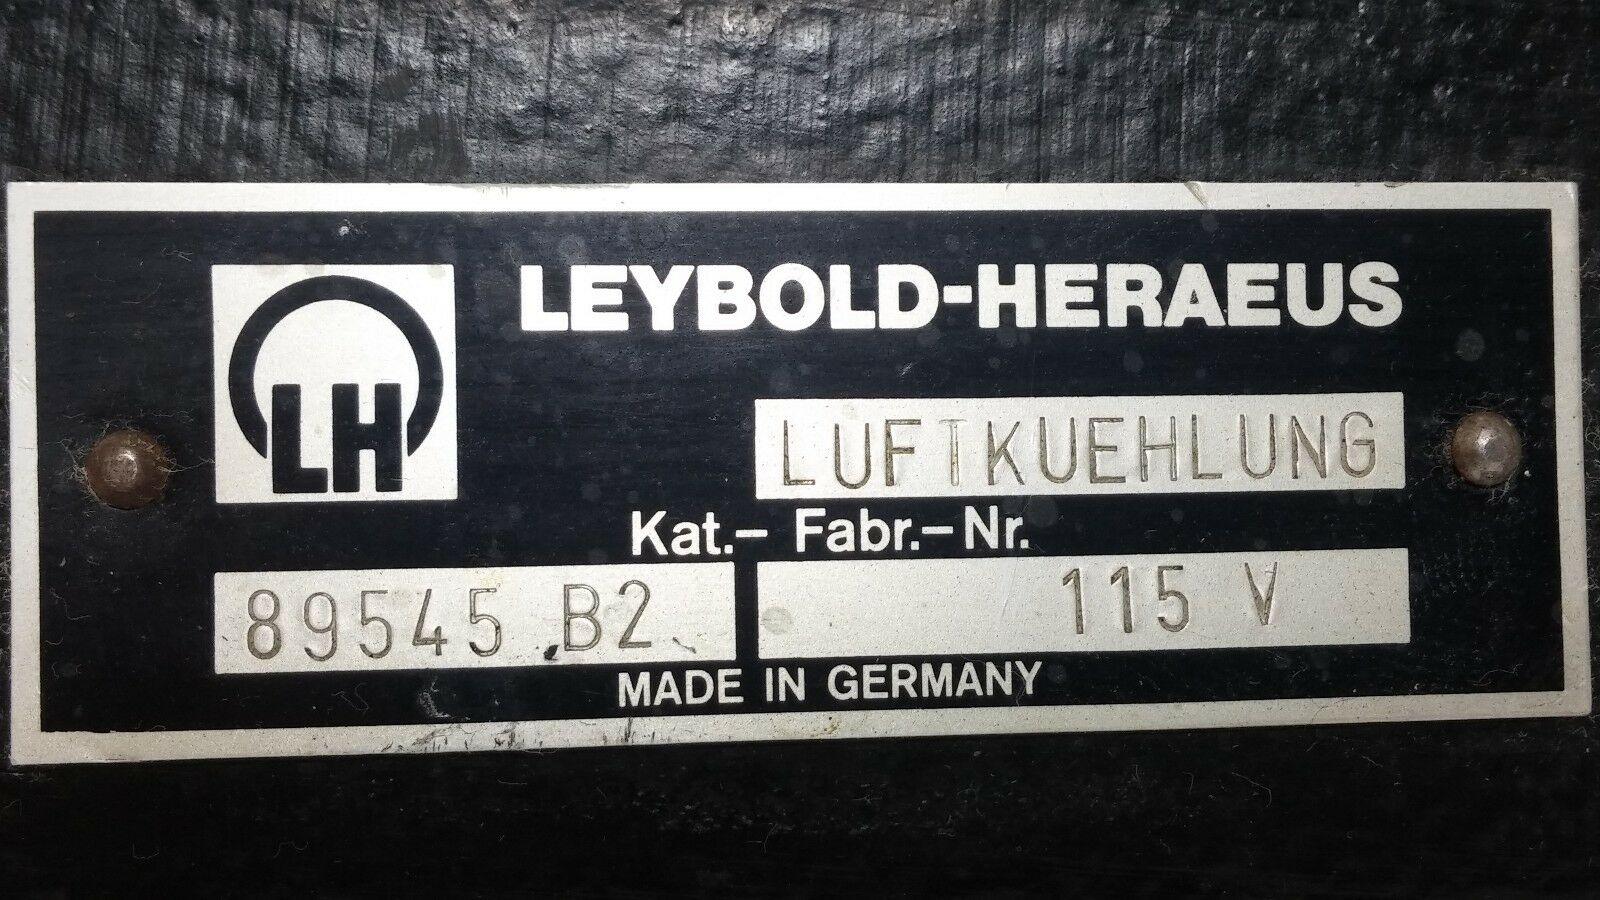 LH
LEYBOLD-HERAEUS
LUFTKUEHLUNG
Kat.- Fabr.-Nr.
89545 B2 115 V
MADE IN GERMANY